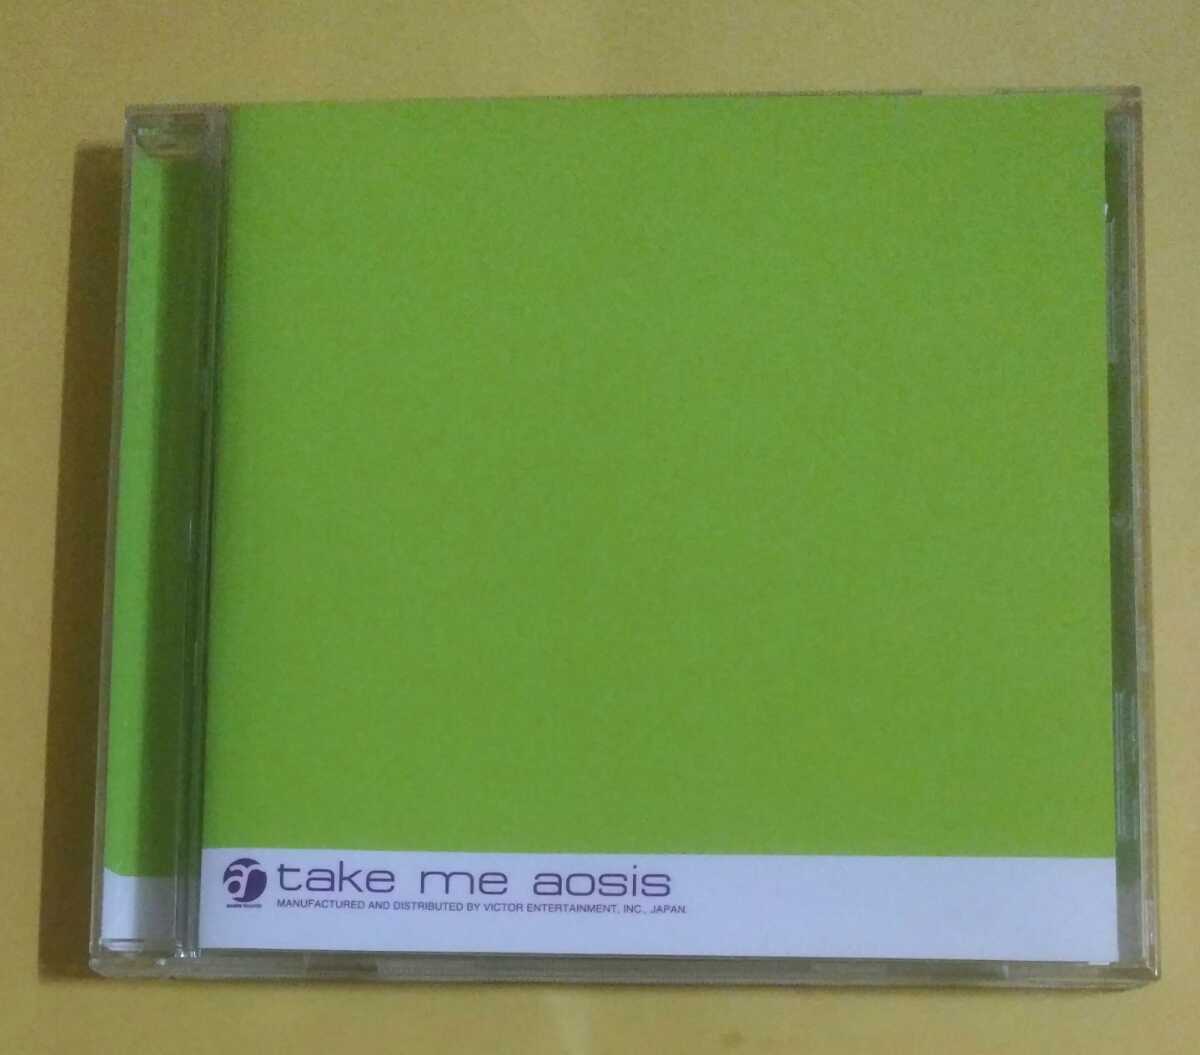 take me aosis
MANUFACTURED AND DISTRIBUTED BY VICTOR ENTERTAINMENT, INC., JAPAN.